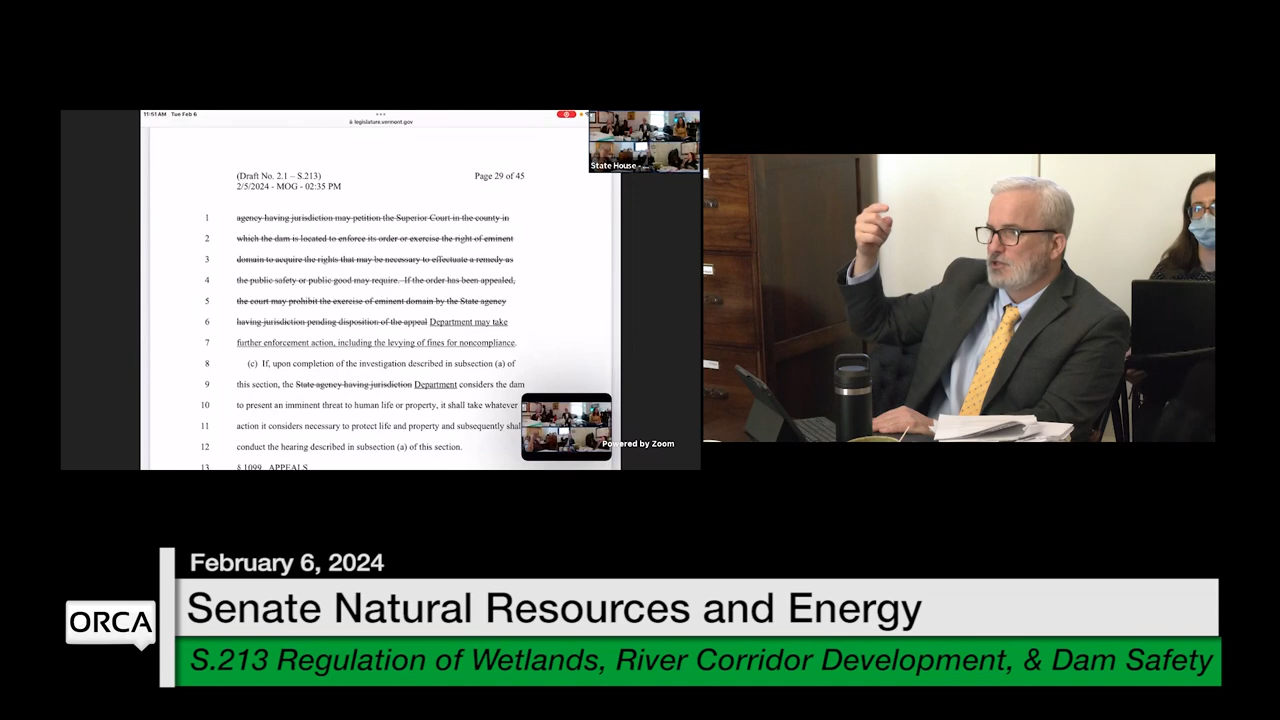 11:51 AM Tue Feb 6
legislature.vermont.gov
State House - ...
(Draft No. 2.1 – S.213)
Page 29 of 45
2/5/2024 - MOG - 02:35 PM
1 agency having jurisdiction may petition the Superior Court in the county in
2 which the dam is located to enforce its order or exercise the right of eminent
3 domain to acquire the rights that may be necessary to effectuate a remedy as
4 the public safety or public good may require. If the order has been appealed,
5 the court may prohibit the exercise of eminent domain by the State agency
6 having jurisdiction pending disposition of the appeal Department may take
7 further enforcement action, including the levying of fines for noncompliance.
8 (c) If, upon completion of the investigation described in subsection (a) of
9 this section, the State agency having jurisdiction Department considers the dam
10 to present an imminent threat to human life or property, it shall take whatever
11 action it considers necessary to protect life and property and subsequently shal
12 conduct the hearing described in subsection (a) of this section.
13 § 1099. APPEALS
Powered by Zoom
February 6, 2024
Senate Natural Resources and Energy
ORCA
S.213 Regulation of Wetlands, River Corridor Development, & Dam Safety